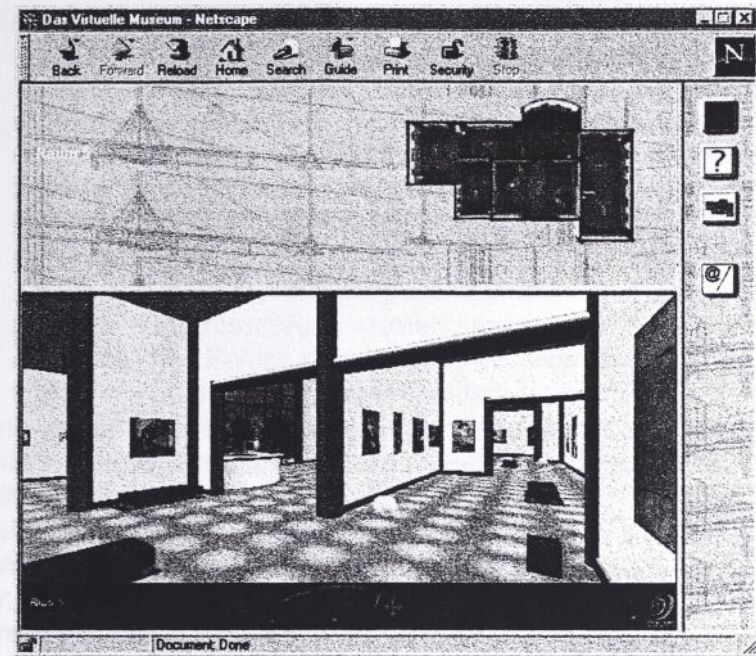 Das Virtuelle Museum - Netscape
Back Forward Reload Home Search Guide Print Security Stop
N
?
@/
Document: Done